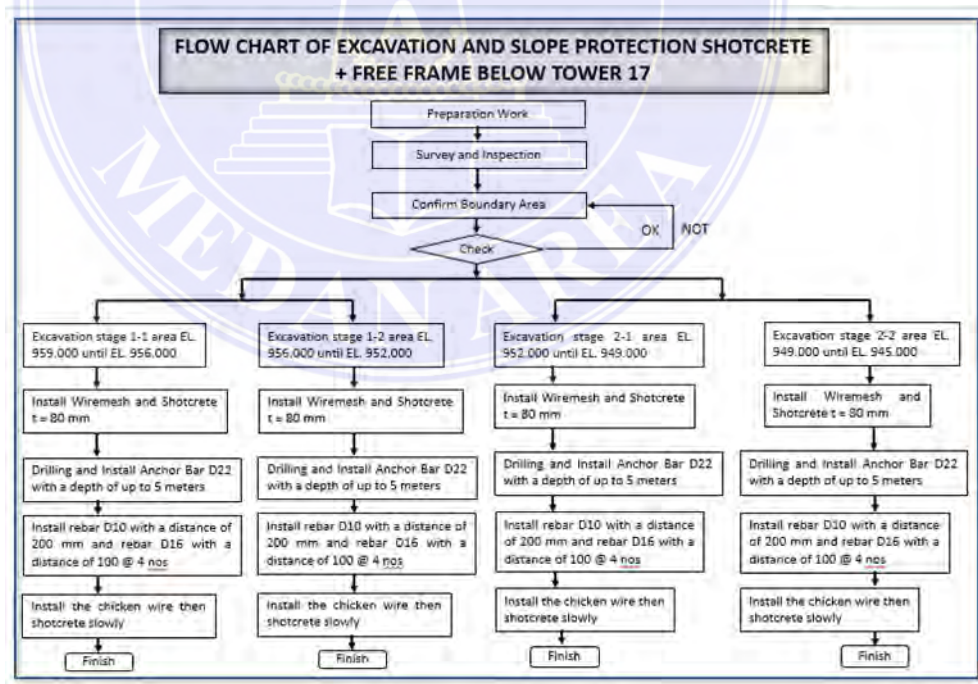 FLOW CHART OF EXCAVATION AND SLOPE PROTECTION SHOTCRETE
+ FREE FRAME BELOW TOWER 17
Preparation Work
Survey and Inspection
Confirm Boundary Area
OK
NOT
Check
Excavation stage 1-1 area EL.
959.000 until EL. 956.000
Install Wiremesh and Shotcrete
t = 80 mm
Drilling and Install Anchor Bar D22
with a depth of up to 5 meters
Install rebar D10 with a distance of
200 mm and rebar D16 with a
distance of 100 @ 4 nos
Install the chicken wire then
shotcrete slowly
Finish
Excavation stage 1-2 area EL.
956.000 until EL. 952.000
Install Wiremesh and Shotcrete
t = 80 mm
Drilling and Install Anchor Bar D22
with a depth of up to 5 meters
Install rebar D10 with a distance of
200 mm and rebar D16 with a
distance of 100 @ 4 nos
Install the chicken wire then
shotcrete slowly
Finish
Excavation stage 2-1 area EL.
952.000 until EL. 949.000
Install Wiremesh and Shotcrete
t = 80 mm
Drilling and Install Anchor Bar D22
with a depth of up to 5 meters
Install rebar D10 with a distance
of 200 mm and rebar D16 with a
distance of 100 @ 4 nos
Install the chicken wire then
shotcrete slowly
Finish
Excavation stage 2-2 area EL.
949.000 until EL. 945.000
Install Wiremesh and
Shotcrete t = 80 mm
Drilling and Install Anchor Bar D22
with a depth of up to 5 meters
Install rebar D10 with a distance
of 200 mm and rebar D16 with a
distance of 100 @ 4 nos
Install the chicken wire then
shotcrete slowly
Finish
MEDAN AREA